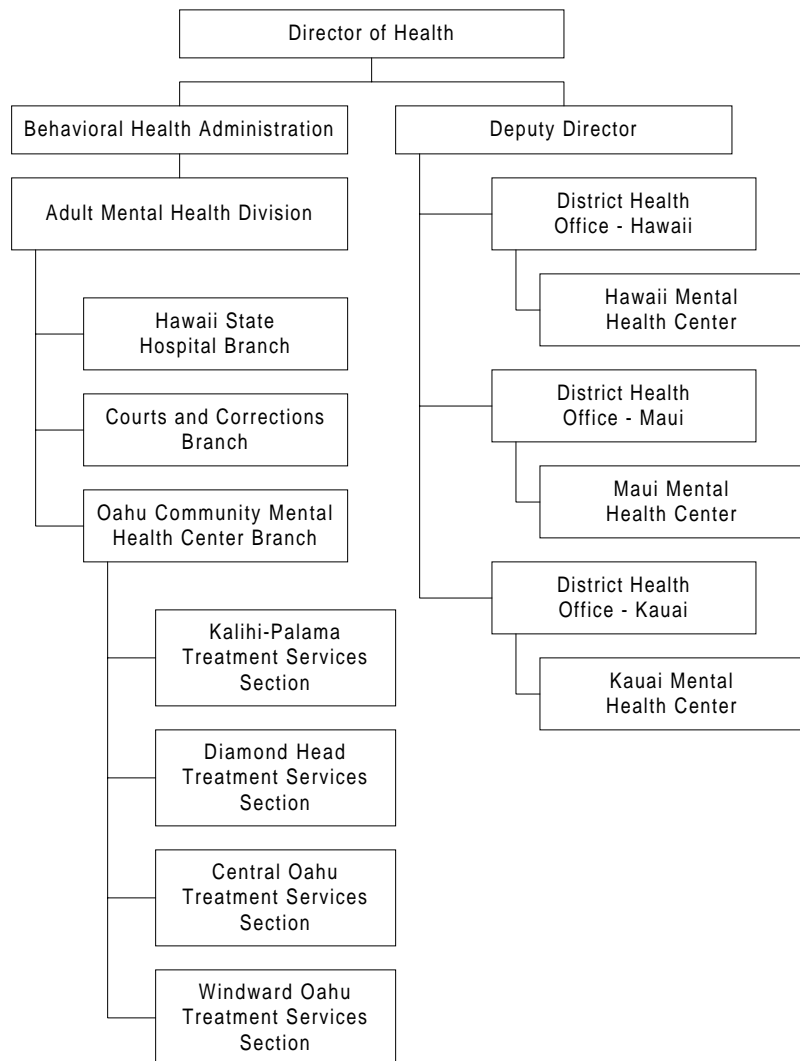 Director of Health
Behavioral Health Administration
Adult Mental Health Division
Hawaii State
Hospital Branch
Courts and Corrections
Branch
Oahu Community Mental
Health Center Branch
Kalihi-Palama
Treatment Services
Section
Diamond Head
Treatment Services
Section
Central Oahu
Treatment Services
Section
Windward Oahu
Treatment Services
Section
Deputy Director
District Health
Office - Hawaii
Hawaii Mental
Health Center
District Health
Office - Maui
Maui Mental
Health Center
District Health
Office - Kauai
Kauai Mental
Health Center